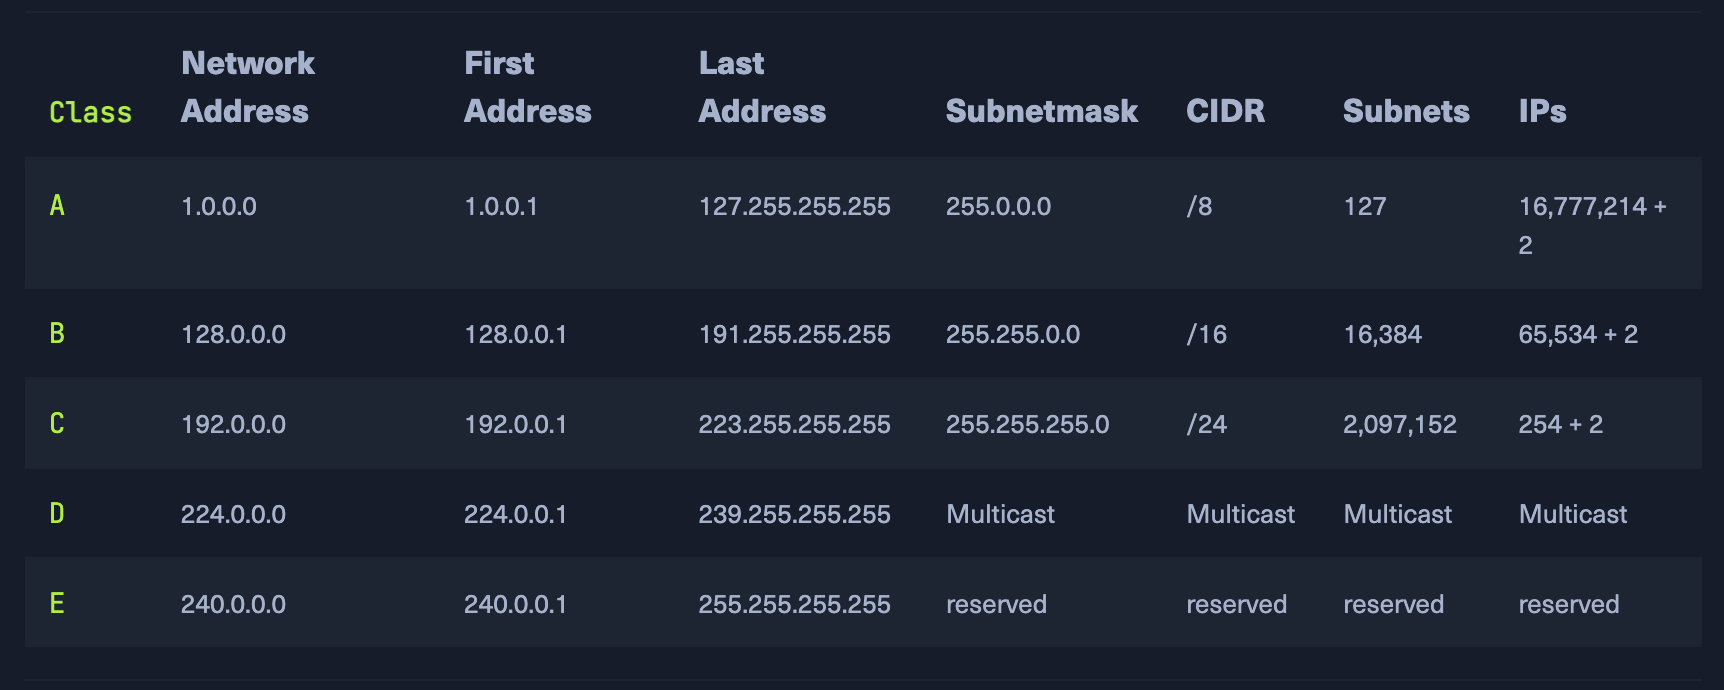 Class Network Address First Address Last Address Subnetmask CIDR Subnets IPs
A 1.0.0.0 1.0.0.1 127.255.255.255 255.0.0.0 /8 127 16,777,214 + 2
B 128.0.0.0 128.0.0.1 191.255.255.255 255.255.0.0 /16 16,384 65,534 + 2
C 192.0.0.0 192.0.0.1 223.255.255.255 255.255.255.0 /24 2,097,152 254 + 2
D 224.0.0.0 224.0.0.1 239.255.255.255 Multicast Multicast Multicast Multicast
E 240.0.0.0 240.0.0.1 255.255.255.255 reserved reserved reserved reserved